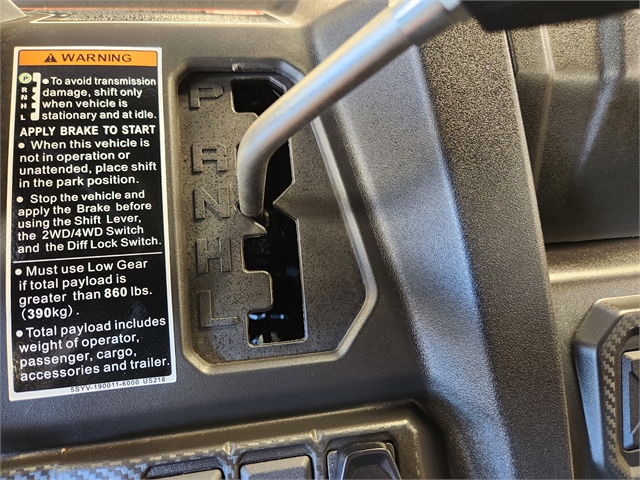 WARNING
P
R
N
H
L
• To avoid transmission
damage, shift only
when vehicle is
stationary and at idle.
APPLY BRAKE TO START
• When this vehicle is
not in operation or
unattended, place shift
in the park position.
• Stop the vehicle and
apply the Brake before
using the Shift Lever,
the 2WD/4WD Switch
and the Diff Lock Switch.
• Must use Low Gear
if total payload is
greater than 860 lbs.
(390kg) .
• Total payload includes
weight of operator,
passenger, cargo,
accessories and trailer.
5SYV-190011-6000 US218
P
R
N
H
L